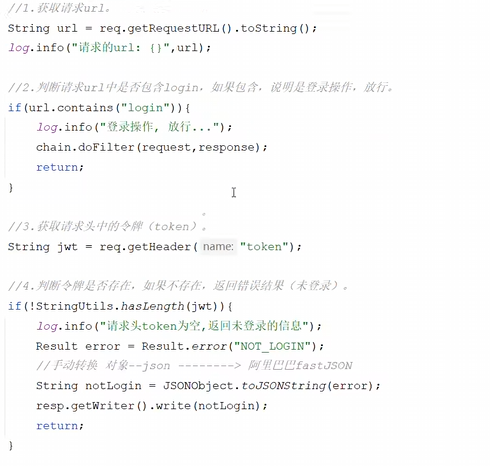 //1.获取请求url。
String url = req.getRequestURL().toString();
log.info("请求的url: {}",url);
//2.判断请求url中是否包含login，如果包含，说明是登录操作，放行。
if(url.contains("login")){
log.info("登录操作, 放行...");
chain.doFilter(request,response);
return;
}
//3.获取请求头中的令牌（token）。
String jwt = req.getHeader( name: "token");
//4.判断令牌是否存在，如果不存在，返回错误结果（未登录）。
if(!StringUtils.hasLength(jwt)){
log.info("请求头token为空,返回未登录的信息");
Result error = Result.error("NOT_LOGIN");
//手动转换 对象--json --------> 阿里巴巴fastJSON
String notLogin = JSONObject.toJSONString(error);
resp.getWriter().write(notLogin);
return;
}